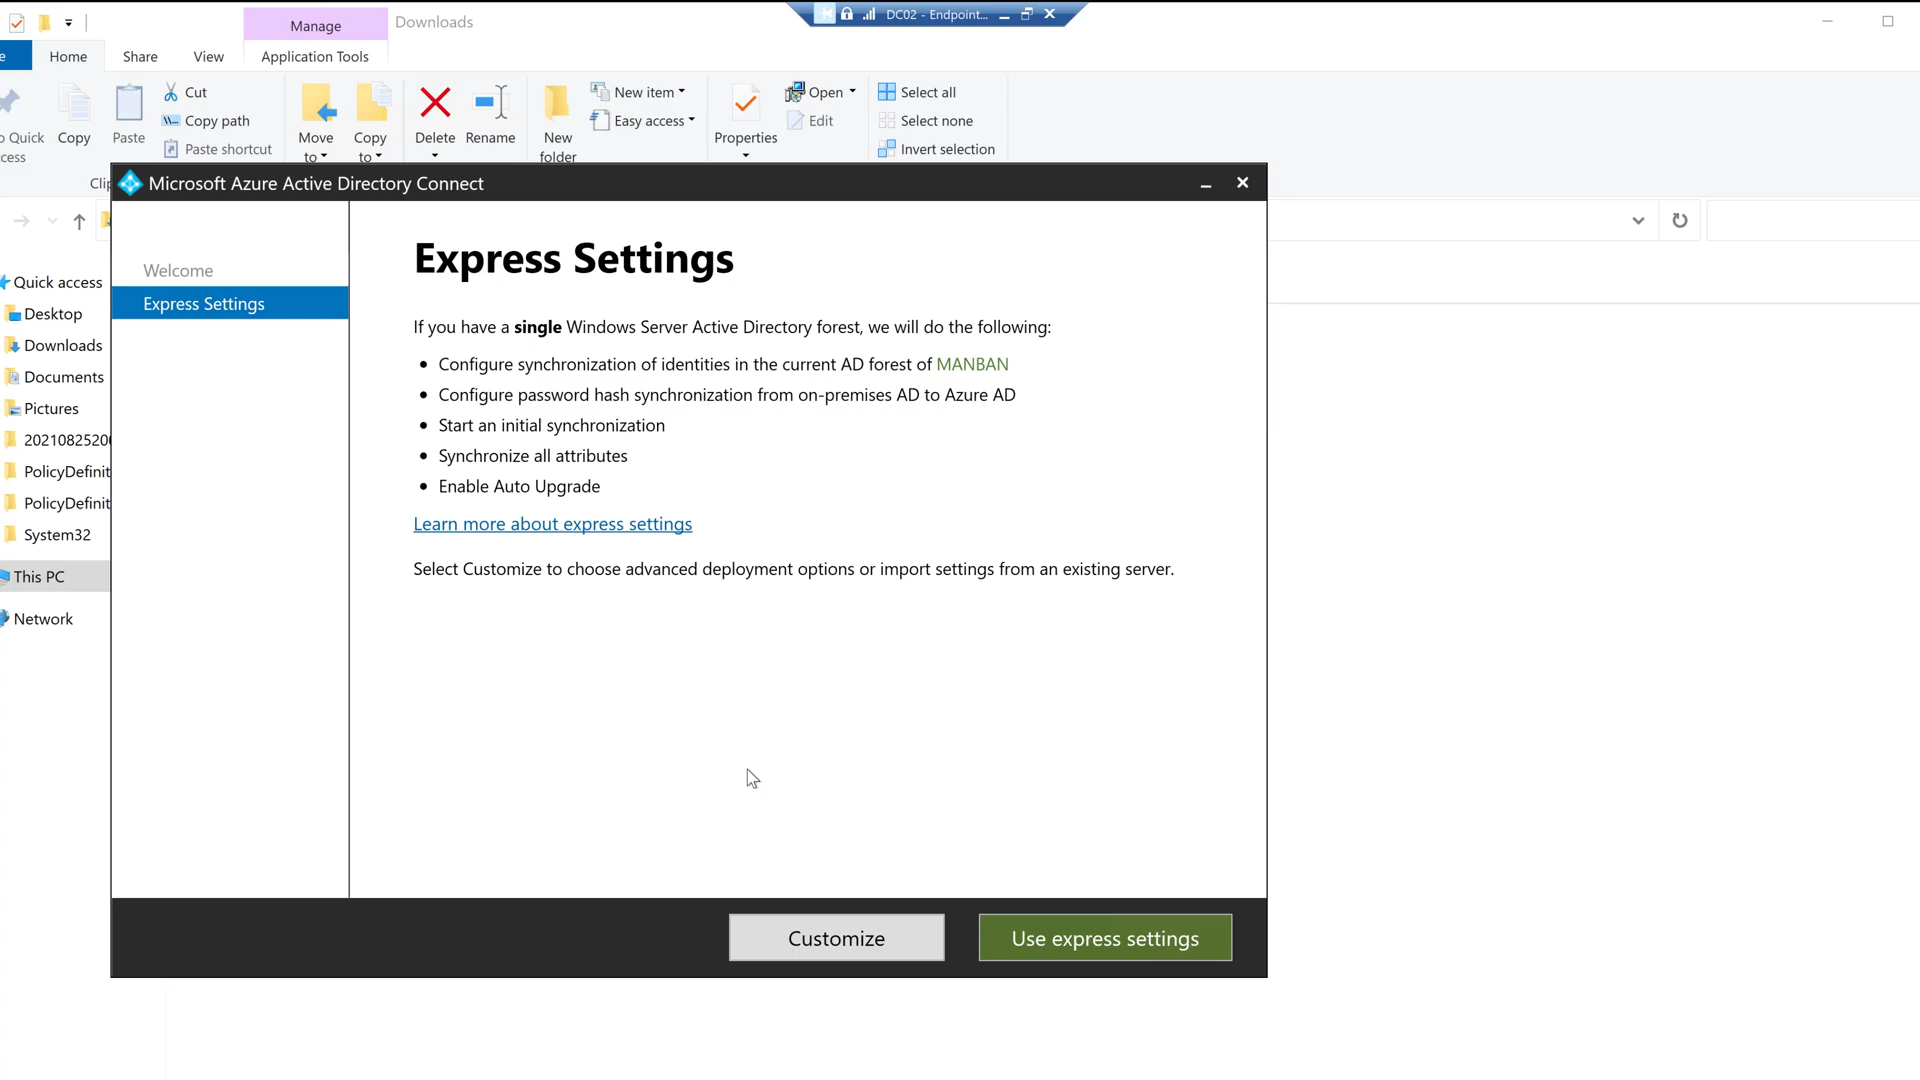 Manage
Downloads
DC02 - Endpoint...
Home
Share
View
Application Tools
Quick
Copy
Paste
Cut
Copy path
Paste shortcut
Move to
Copy to
Delete
Rename
New folder
New item
Easy access
Properties
Open
Edit
Select all
Select none
Invert selection
Microsoft Azure Active Directory Connect
Quick access
Desktop
Downloads
Documents
Pictures
2021082520
PolicyDefinit
PolicyDefinit
System32
This PC
Network
Welcome
Express Settings
Express Settings
If you have a single Windows Server Active Directory forest, we will do the following:
• Configure synchronization of identities in the current AD forest of MANBAN
• Configure password hash synchronization from on-premises AD to Azure AD
• Start an initial synchronization
• Synchronize all attributes
• Enable Auto Upgrade
Learn more about express settings
Select Customize to choose advanced deployment options or import settings from an existing server.
Customize
Use express settings